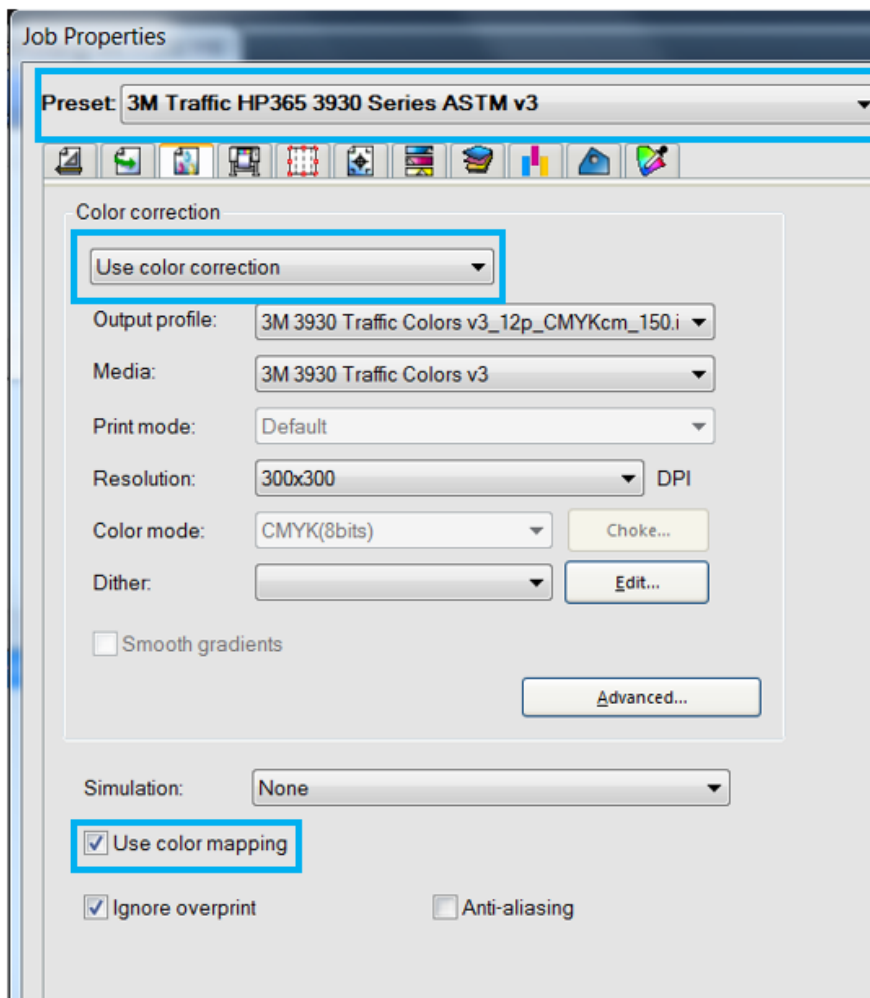 Job Properties
Preset: 3M Traffic HP365 3930 Series ASTM v3
Color correction
Use color correction
Output profile: 3M 3930 Traffic Colors v3_12p_CMYKcm_150.i
Media: 3M 3930 Traffic Colors v3
Print mode: Default
Resolution: 300x300 DPI
Color mode: CMYK(8bits) Choke...
Dither: Edit...
Smooth gradients
Advanced...
Simulation: None
Use color mapping
Ignore overprint Anti-aliasing